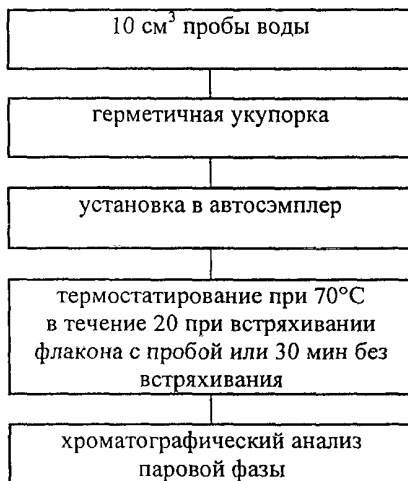 10 см³ пробы воды
герметичная укупорка
установка в автосэмплер
термостатирование при 70°С
в течение 20 при встряхивании
флакона с пробой или 30 мин без
встряхивания
хроматографический анализ
паровой фазы